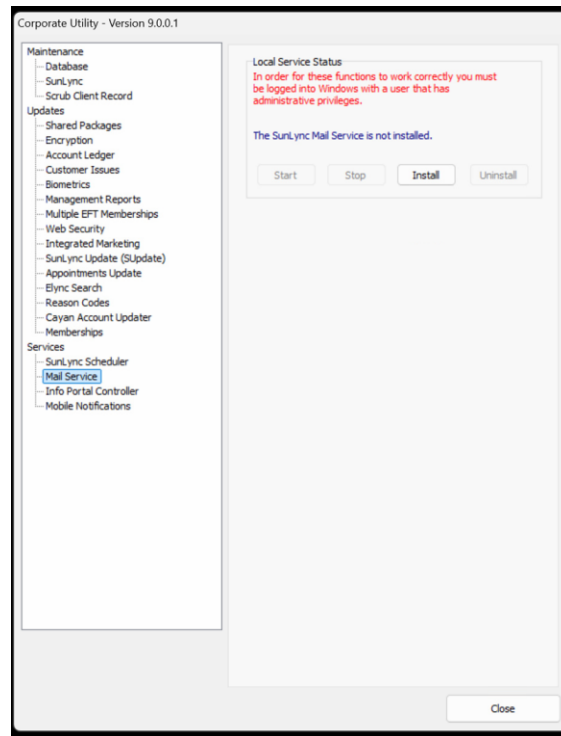 Corporate Utility - Version 9.0.0.1
Maintenance
Database
SunLync
Scrub Client Record
Updates
Shared Packages
Encryption
Account Ledger
Customer Issues
Biometrics
Management Reports
Multiple EFT Memberships
Web Security
Integrated Marketing
SunLync Update (SUpdate)
Appointments Update
Elync Search
Reason Codes
Cayan Account Updater
Memberships
Services
SunLync Scheduler
Mail Service
Info Portal Controller
Mobile Notifications
Local Service Status
In order for these functions to work correctly you must
be logged into Windows with a user that has
administrative privileges.
The SunLync Mail Service is not installed.
Start
Stop
Install
Uninstall
Close